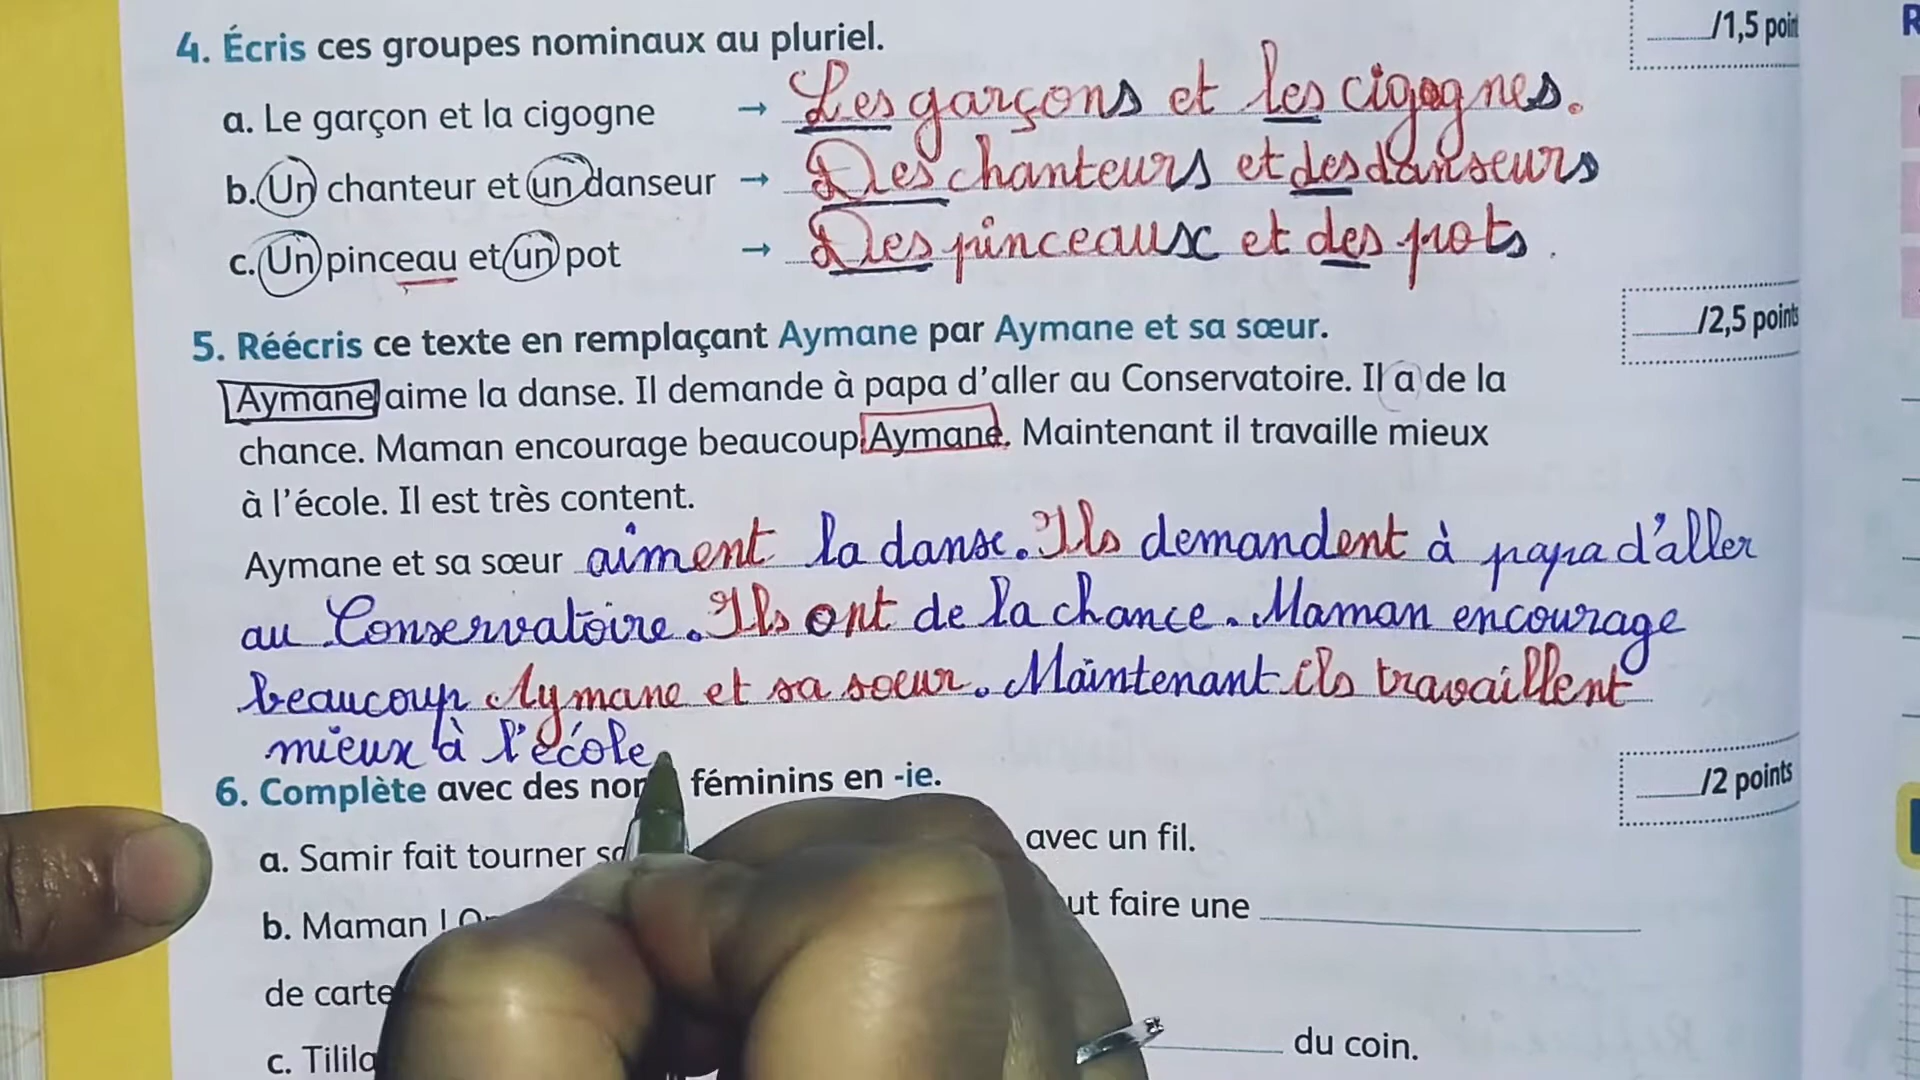 4. Écris ces groupes nominaux au pluriel.
___/1,5 point
a. Le garçon et la cigogne → Les garçons et les cigognes.
b. Un chanteur et un danseur → Des chanteurs et des danseurs
c. Un pinceau et un pot → Des pinceaux et des pots.
5. Réécris ce texte en remplaçant Aymane par Aymane et sa sœur.
___/2,5 points
Aymane aime la danse. Il demande à papa d'aller au Conservatoire. Il a de la
chance. Maman encourage beaucoup Aymane. Maintenant il travaille mieux
à l'école. Il est très content.
Aymane et sa sœur aiment la danse. Ils demandent à papa d'aller
au Conservatoire. Ils ont de la chance. Maman encourage
beaucoup Aymane et sa soeur. Maintenant ils travaillent
mieux à l'école
6. Complète avec des féminins en -ie.
___/2 points
a. Samir fait tourner avec un fil.
b. Maman ! faire une ___
de
c. du coin.